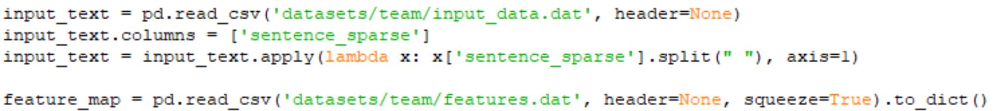 input_text = pd.read_csv('datasets/team/input_data.dat', header=None)
input_text.columns = ['sentence_sparse']
input_text = input_text.apply(lambda x: x['sentence_sparse'].split(" "), axis=1)
feature_map = pd.read_csv('datasets/team/features.dat', header=None, squeeze=True).to_dict()